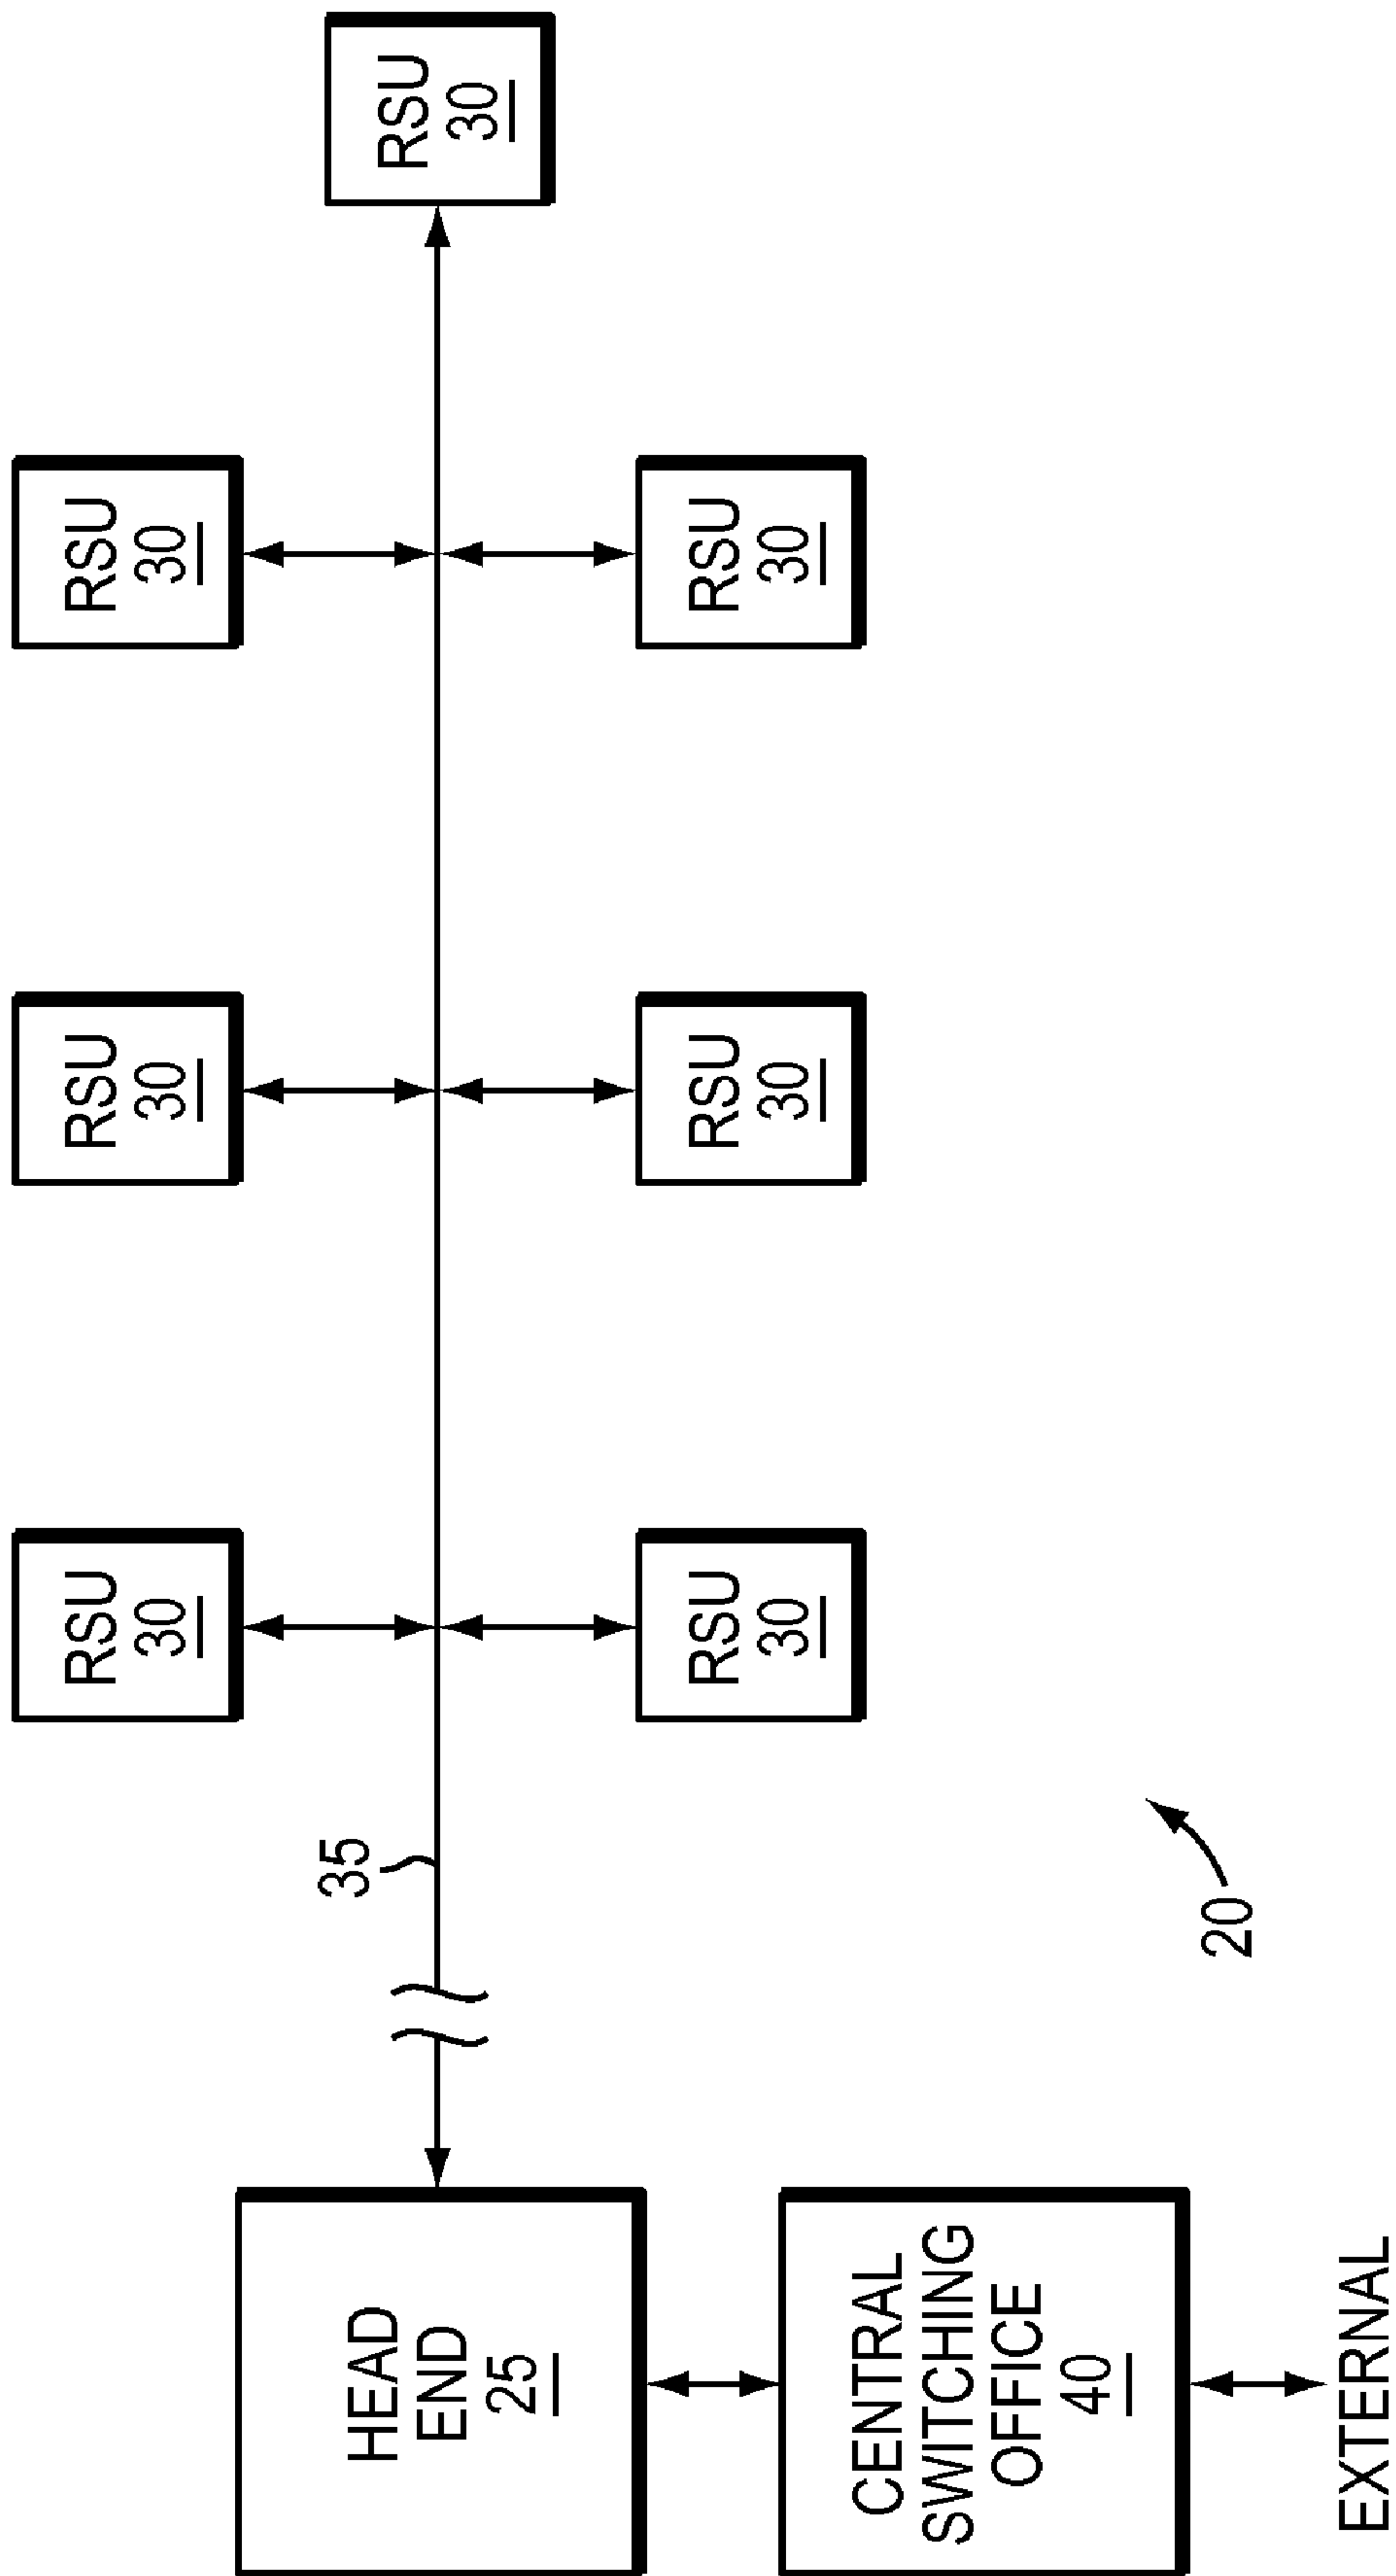 RSU
30
RSU
30
RSU
30
RSU
30
35
HEAD
END
25
RSU
30
RSU
30
RSU
30
CENTRAL
SWITCHING
OFFICE
40
20
EXTERNAL